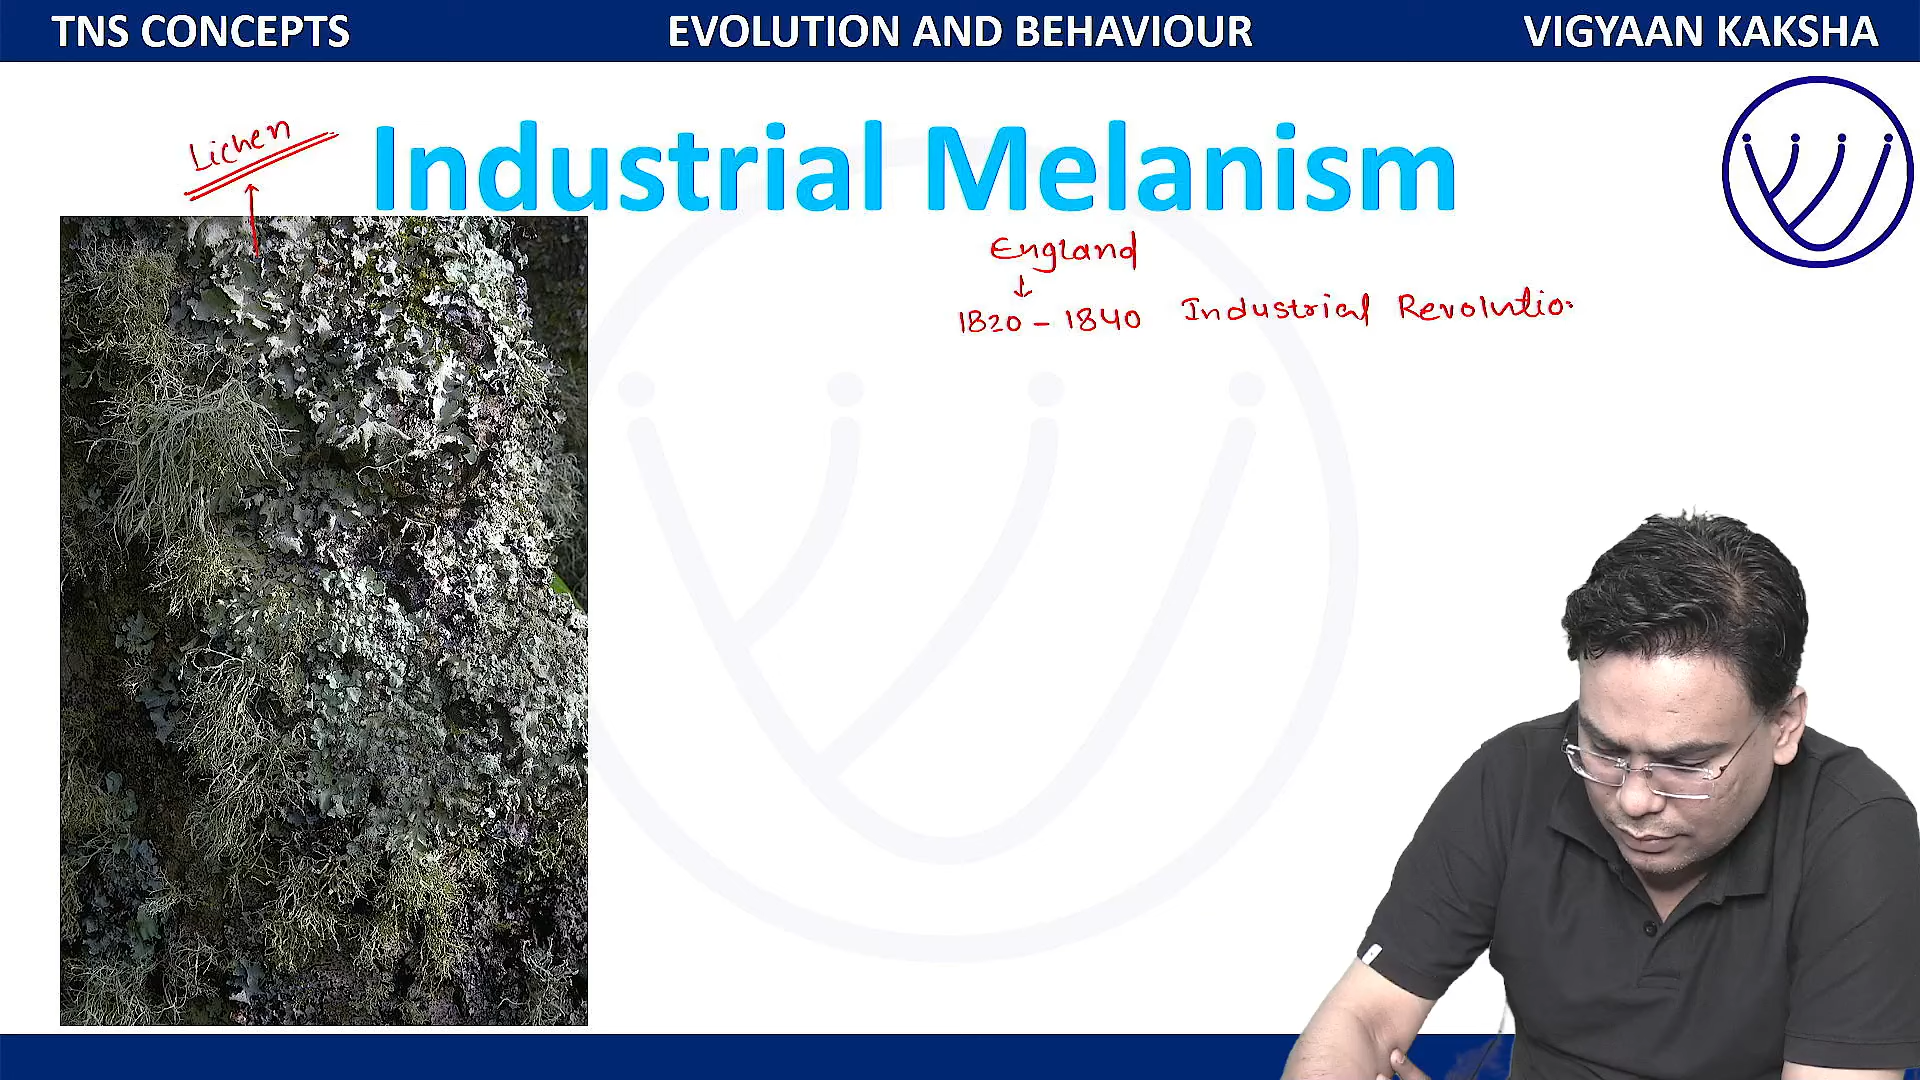 TNS CONCEPTS
EVOLUTION AND BEHAVIOUR
VIGYAAN KAKSHA
Lichen
Industrial Melanism
England
↓
1820 - 1840 Industrial Revolutio